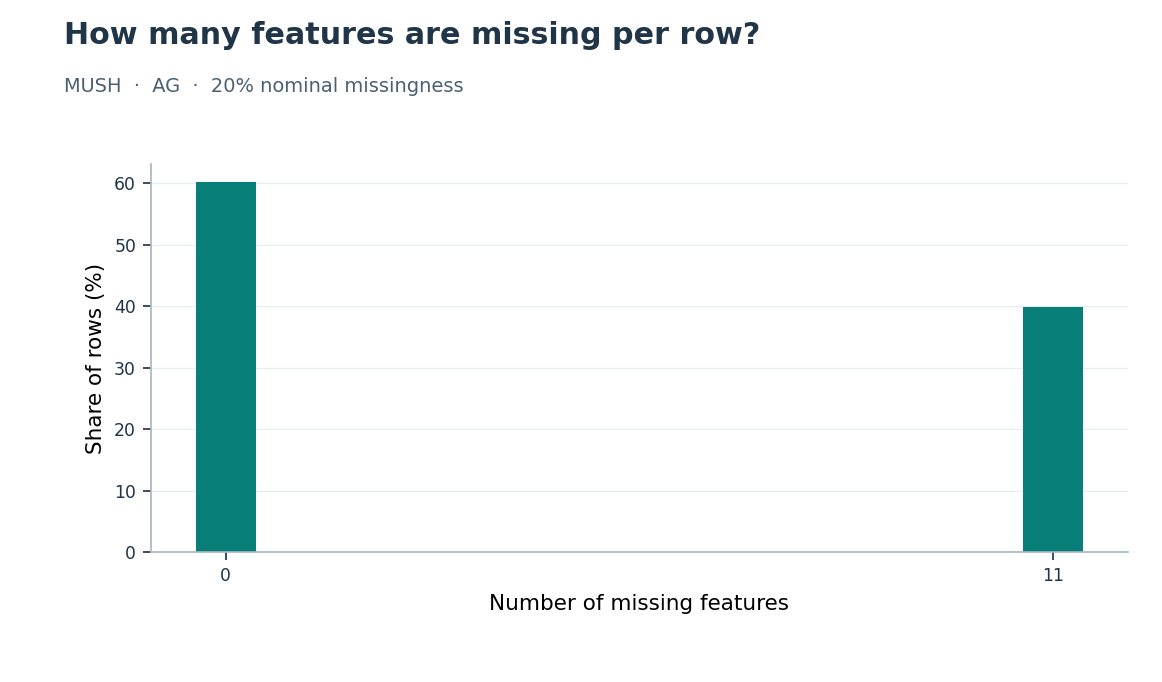 How many features are missing per row?
MUSH · AG · 20% nominal missingness
60
50
40
30
20
10
0
Share of rows (%)
0
11
Number of missing features